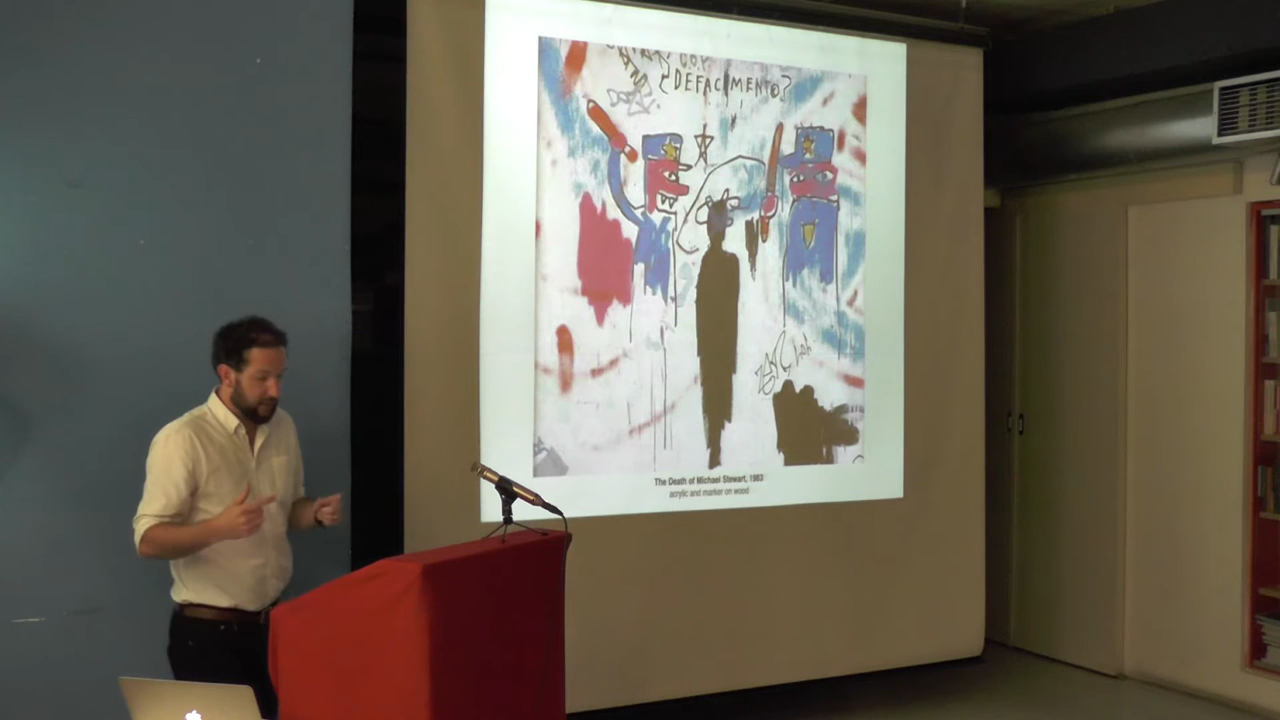 ¿DEFACIMENTO?
The Death of Michael Stewart, 1983
acrylic and marker on wood